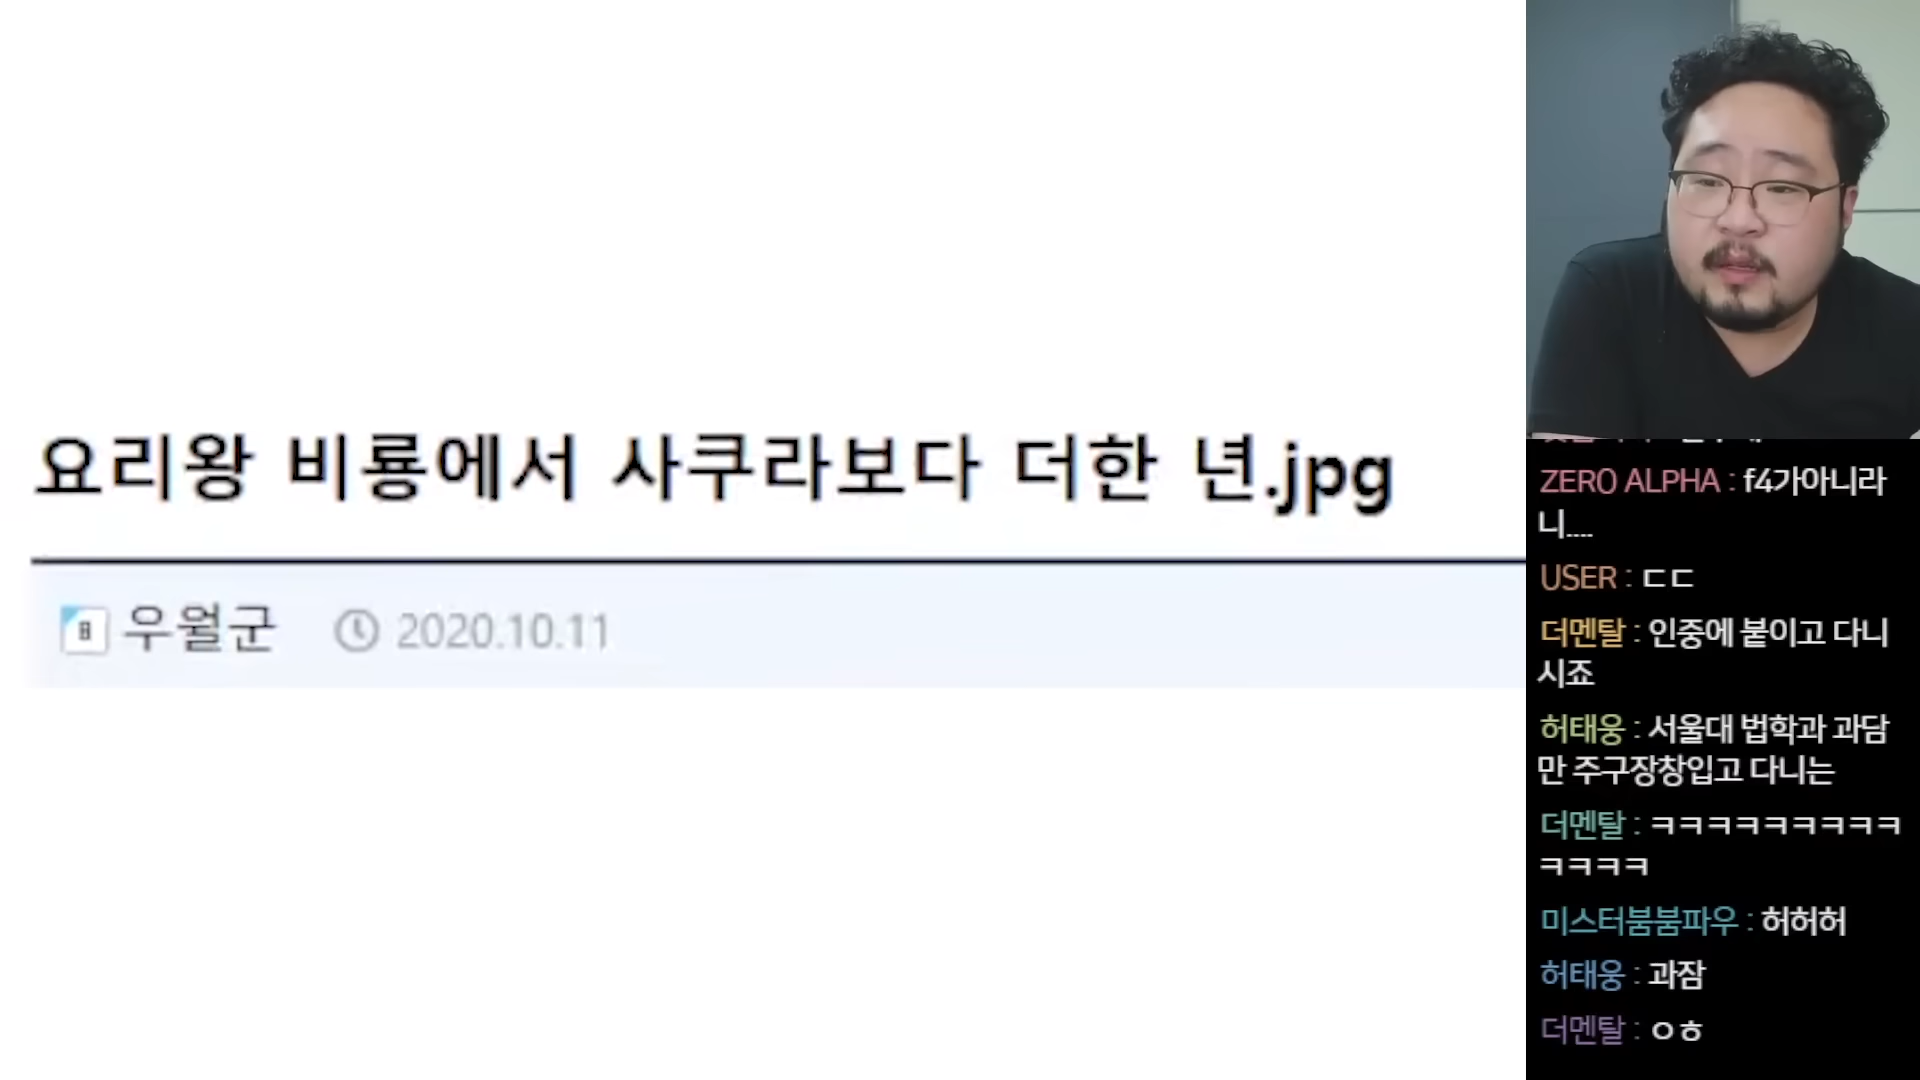 요리왕 비룡에서 사쿠라보다 더한 년.jpg
B 우월군 2020.10.11
ZERO ALPHA : f4가아니라
니....
USER : ㄷㄷ
더멘탈 : 인중에 붙이고 다니
시죠
허태웅 : 서울대 법학과 과담
만 주구장창입고 다니는
더멘탈 : ㅋㅋㅋㅋㅋㅋㅋㅋㅋ
ㅋㅋㅋㅋ
미스터붐붐파우 : 허허허
허태웅 : 과잠
더멘탈 : ㅇㅎ